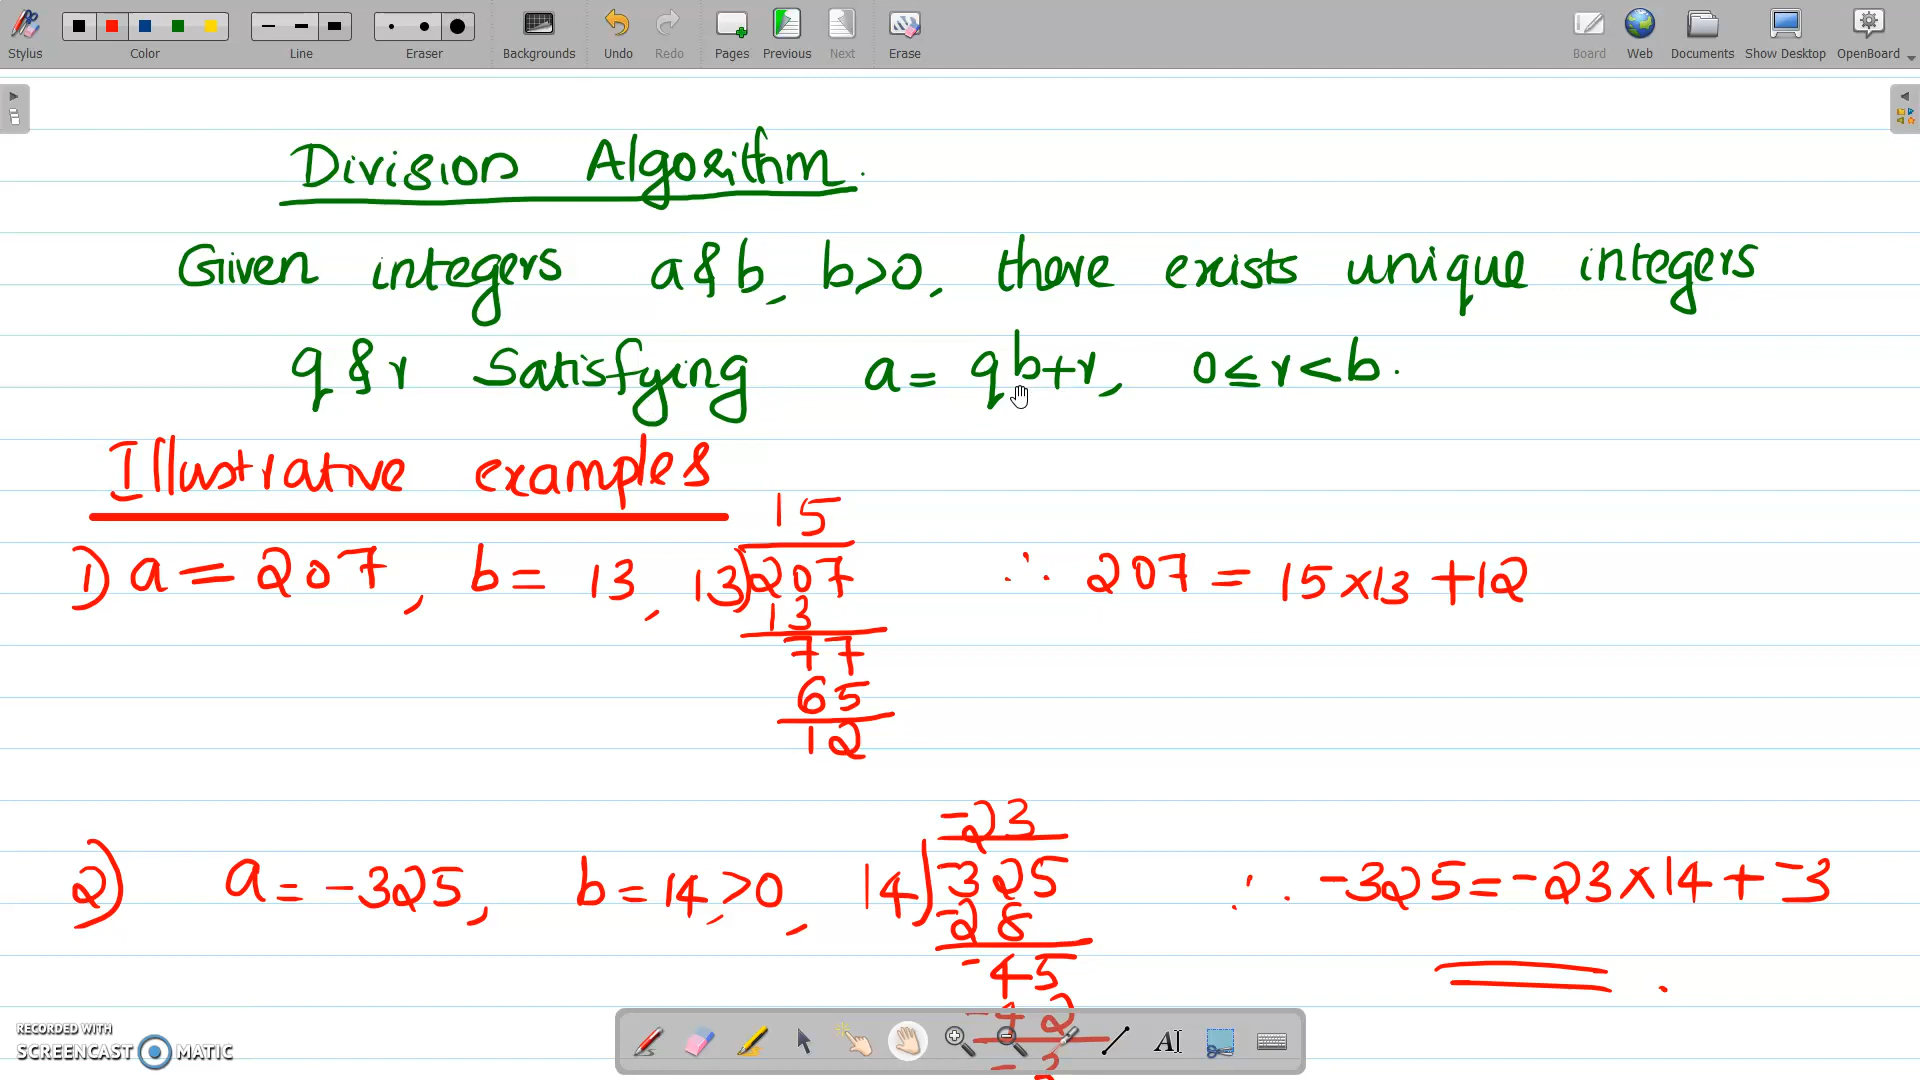 Stylus Color Line Eraser Backgrounds Undo Redo Pages Previous Next Erase Board Web Documents Show Desktop OpenBoard
Division Algorithm.
Given integers a & b, b>0, there exists unique integers
q & r Satisfying a = qb+r, 0≤r<b.
Illustrative examples
15
1) a = 207, b = 13, 13)207 ∴ 207 = 15×13 +12
13
77
65
12
-23
2) a = -325, b = 14>0, 14)-325 ∴ -325 = -23×14 + -3
-28
-45
-42
-3
RECORDED WITH
SCREENCAST MATIC